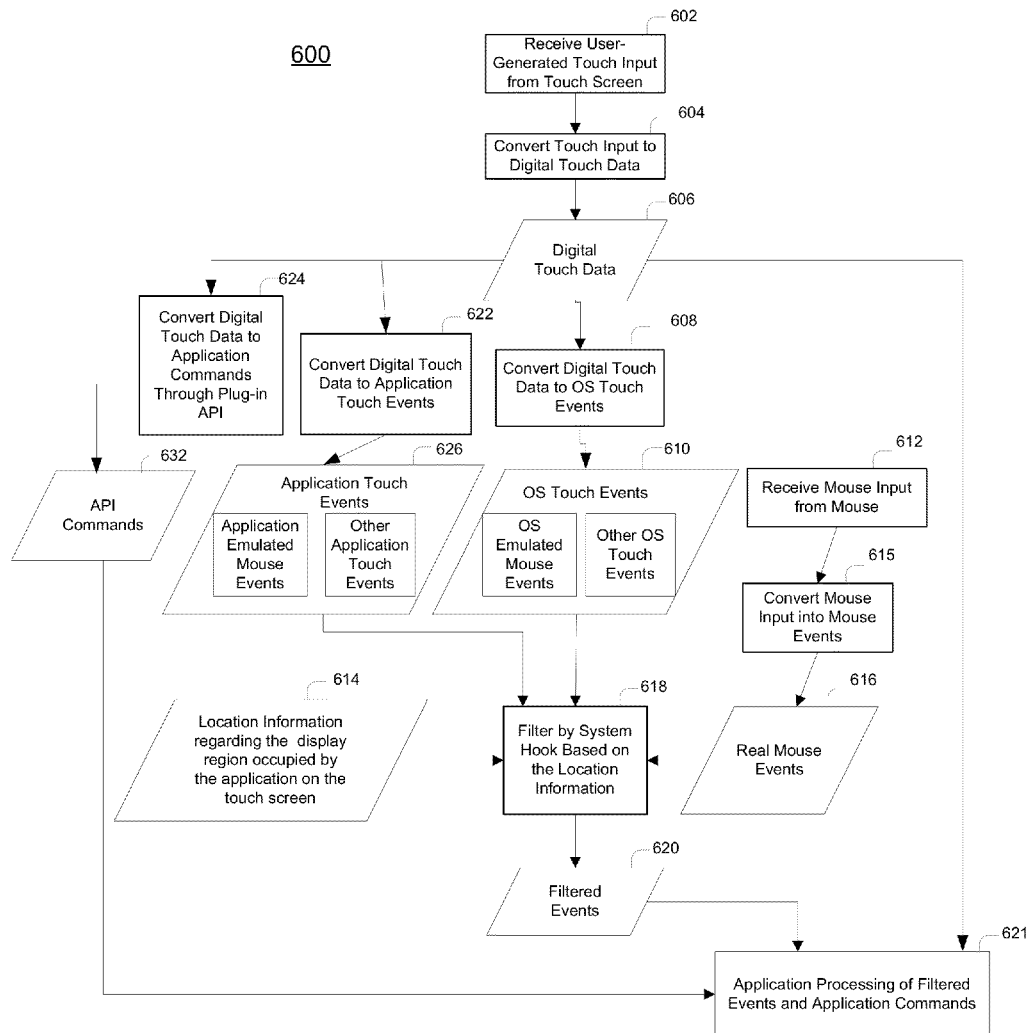 600
602
Receive User-
Generated Touch Input
from Touch Screen
604
Convert Touch Input to
Digital Touch Data
606
Digital
Touch Data
624
Convert Digital
Touch Data to
Application
Commands
Through Plug-in
API
622
Convert Digital Touch
Data to Application
Touch Events
608
Convert Digital Touch
Data to OS Touch
Events
632
API
Commands
626
Application Touch
Events
Application
Emulated
Mouse Events
Other
Application
Touch Events
610
OS Touch Events
OS
Emulated
Mouse Events
Other OS
Touch
Events
612
Receive Mouse Input
from Mouse
615
Convert Mouse
Input into Mouse
Events
614
Location Information
regarding the display
region occupied by
the application on the
touch screen
618
Filter by System
Hook Based on
the Location
Information
616
Real Mouse
Events
620
Filtered
Events
621
Application Processing of Filtered
Events and Application Commands